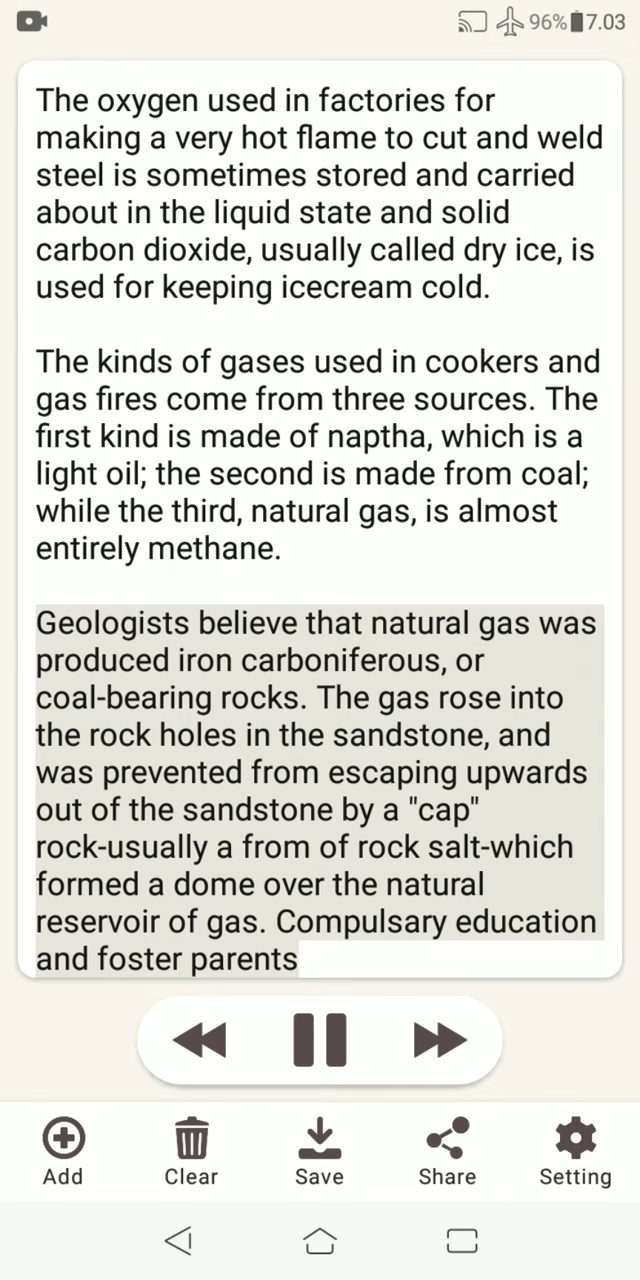 96% 7.03
The oxygen used in factories for
making a very hot flame to cut and weld
steel is sometimes stored and carried
about in the liquid state and solid
carbon dioxide, usually called dry ice, is
used for keeping icecream cold.
The kinds of gases used in cookers and
gas fires come from three sources. The
first kind is made of naptha, which is a
light oil; the second is made from coal;
while the third, natural gas, is almost
entirely methane.
Geologists believe that natural gas was
produced iron carboniferous, or
coal-bearing rocks. The gas rose into
the rock holes in the sandstone, and
was prevented from escaping upwards
out of the sandstone by a "cap"
rock-usually a from of rock salt-which
formed a dome over the natural
reservoir of gas. Compulsary education
and foster parents
Add Clear Save Share Setting